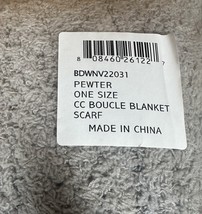 8 08460 26122 7
BDWNV22031
PEWTER
ONE SIZE
CC BOUCLE BLANKET
SCARF
MADE IN CHINA